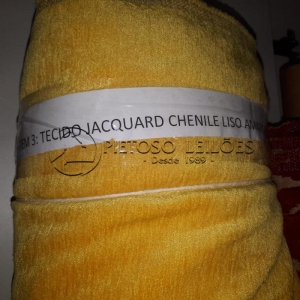 3: TECIDO JACQUARD CHENILE LISO
PIETOSO LEILÕES
- Desde 1989 -